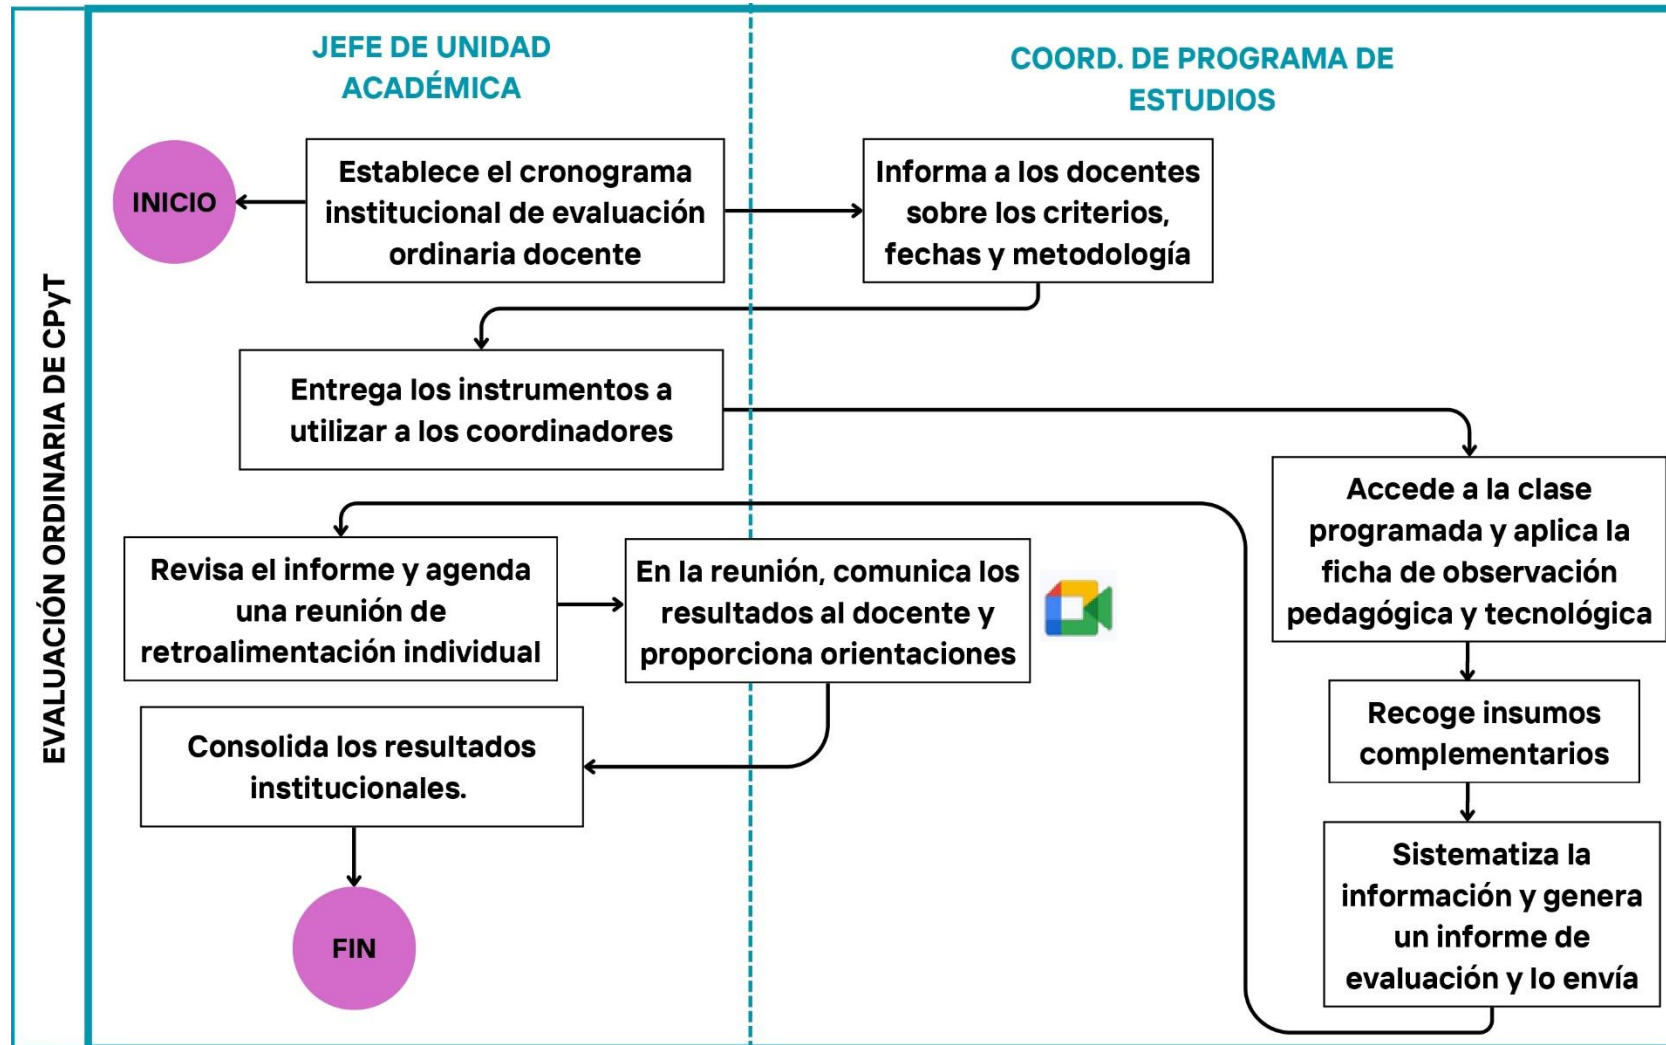 EVALUACIÓN ORDINARIA DE CPyT
JEFE DE UNIDAD
ACADÉMICA
COORD. DE PROGRAMA DE
ESTUDIOS
INICIO
Establece el cronograma
institucional de evaluación
ordinaria docente
Informa a los docentes
sobre los criterios,
fechas y metodología
Entrega los instrumentos a
utilizar a los coordinadores
Accede a la clase
programada y aplica la
ficha de observación
pedagógica y tecnológica
Recoge insumos
complementarios
Sistematiza la
información y genera
un informe de
evaluación y lo envía
Revisa el informe y agenda
una reunión de
retroalimentación individual
En la reunión, comunica los
resultados al docente y
proporciona orientaciones
Consolida los resultados
institucionales.
FIN